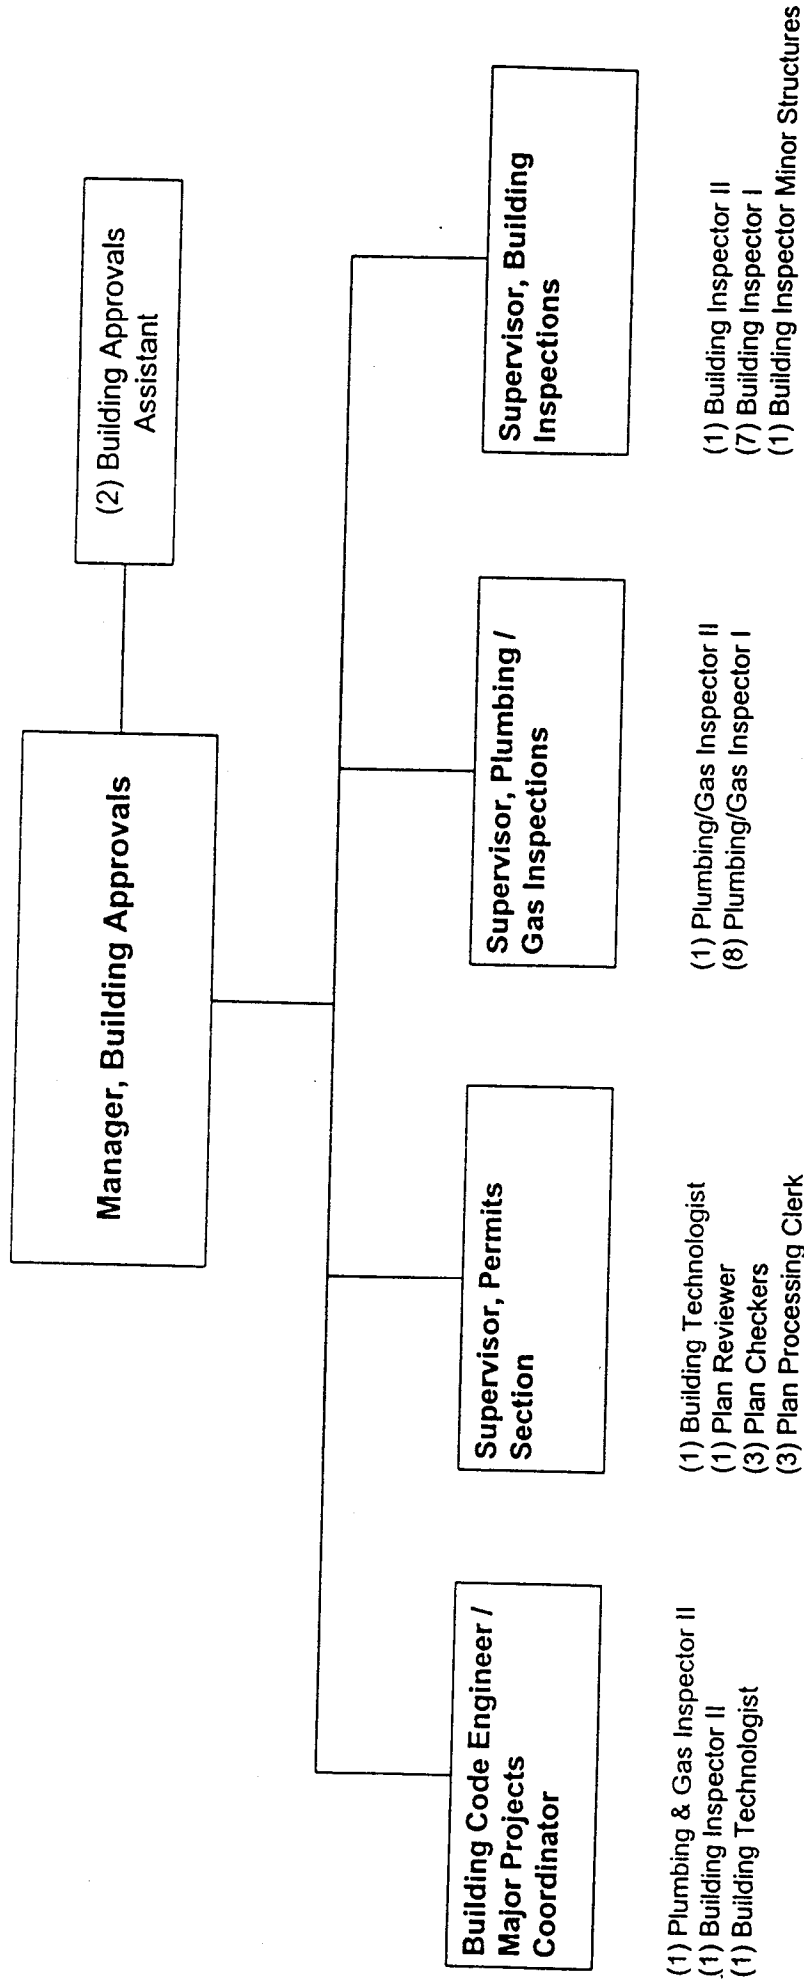 Manager, Building Approvals
(2) Building Approvals
Assistant
Building Code Engineer /
Major Projects
Coordinator
(1) Plumbing & Gas Inspector II
(1) Building Inspector II
(1) Building Technologist
Supervisor, Permits
Section
(1) Building Technologist
(1) Plan Reviewer
(3) Plan Checkers
(3) Plan Processing Clerk
Supervisor, Plumbing /
Gas Inspections
(1) Plumbing/Gas Inspector II
(8) Plumbing/Gas Inspector I
Supervisor, Building
Inspections
(1) Building Inspector II
(7) Building Inspector I
(1) Building Inspector Minor Structures